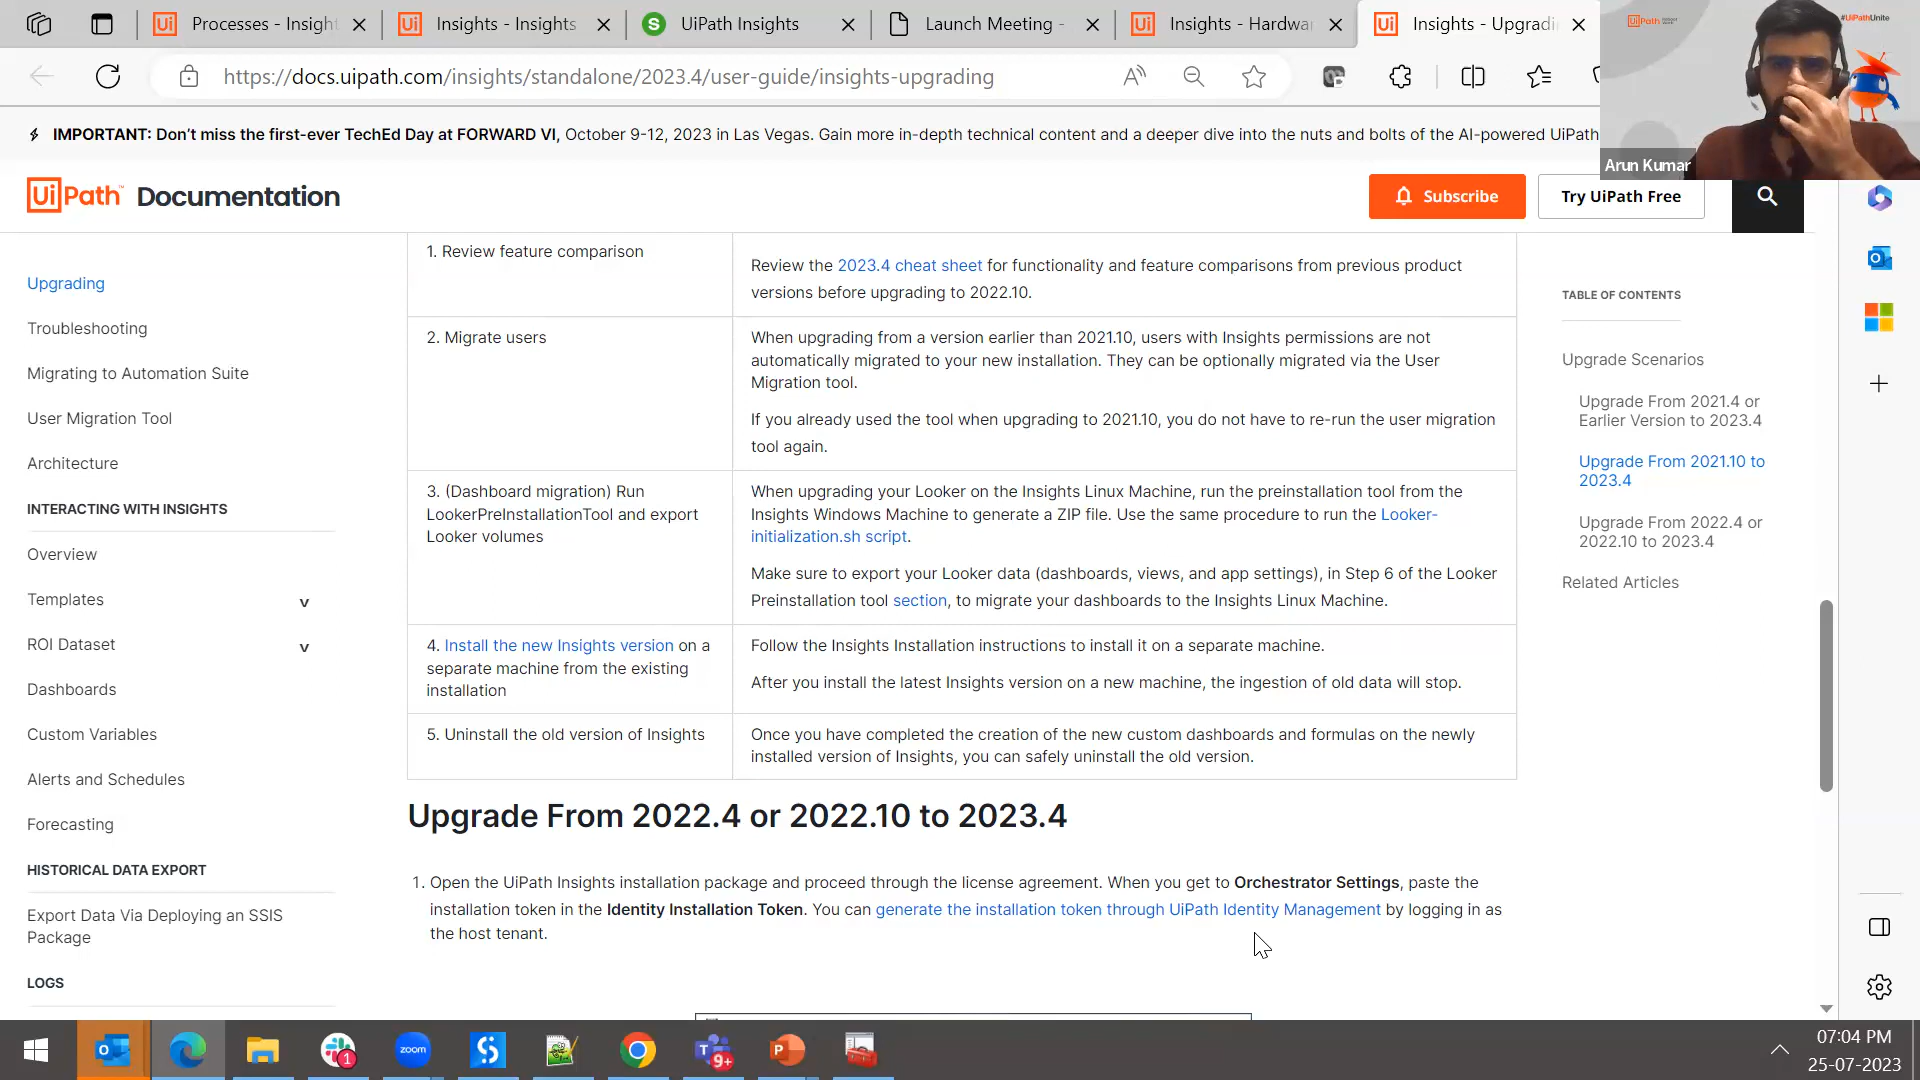 Processes - Insight
Insights - Insights
UiPath Insights
Launch Meeting -
Insights - Hardwa
Insights - Upgradi
https://docs.uipath.com/insights/standalone/2023.4/user-guide/insights-upgrading
IMPORTANT: Don't miss the first-ever TechEd Day at FORWARD VI, October 9-12, 2023 in Las Vegas. Gain more in-depth technical content and a deeper dive into the nuts and bolts of the AI-powered UiPath
UiPath
#UiPathUnite
Arun Kumar
UiPath Documentation
Subscribe
Try UiPath Free
Upgrading
Troubleshooting
Migrating to Automation Suite
User Migration Tool
Architecture
INTERACTING WITH INSIGHTS
Overview
Templates
ROI Dataset
Dashboards
Custom Variables
Alerts and Schedules
Forecasting
HISTORICAL DATA EXPORT
Export Data Via Deploying an SSIS
Package
LOGS
1. Review feature comparison
Review the 2023.4 cheat sheet for functionality and feature comparisons from previous product
versions before upgrading to 2022.10.
2. Migrate users
When upgrading from a version earlier than 2021.10, users with Insights permissions are not
automatically migrated to your new installation. They can be optionally migrated via the User
Migration tool.
If you already used the tool when upgrading to 2021.10, you do not have to re-run the user migration
tool again.
3. (Dashboard migration) Run
LookerPreInstallationTool and export
Looker volumes
When upgrading your Looker on the Insights Linux Machine, run the preinstallation tool from the
Insights Windows Machine to generate a ZIP file. Use the same procedure to run the Looker-
initialization.sh script.
Make sure to export your Looker data (dashboards, views, and app settings), in Step 6 of the Looker
Preinstallation tool section, to migrate your dashboards to the Insights Linux Machine.
4. Install the new Insights version on a
separate machine from the existing
installation
Follow the Insights Installation instructions to install it on a separate machine.
After you install the latest Insights version on a new machine, the ingestion of old data will stop.
5. Uninstall the old version of Insights
Once you have completed the creation of the new custom dashboards and formulas on the newly
installed version of Insights, you can safely uninstall the old version.
Upgrade From 2022.4 or 2022.10 to 2023.4
1. Open the UiPath Insights installation package and proceed through the license agreement. When you get to Orchestrator Settings, paste the
installation token in the Identity Installation Token. You can generate the installation token through UiPath Identity Management by logging in as
the host tenant.
TABLE OF CONTENTS
Upgrade Scenarios
Upgrade From 2021.4 or
Earlier Version to 2023.4
Upgrade From 2021.10 to
2023.4
Upgrade From 2022.4 or
2022.10 to 2023.4
Related Articles
1
zoom
9+
07:04 PM
25-07-2023